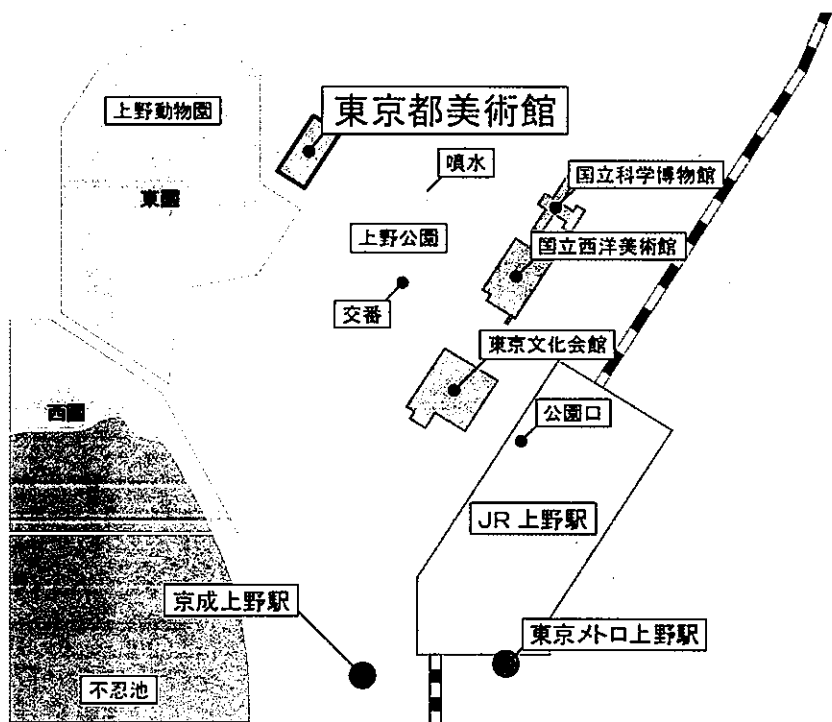 東京都美術館
上野動物園
噴水
国立科学博物館
東園
上野公園
国立西洋美術館
交番
東京文化会館
西園
公園口
JR 上野駅
京成上野駅
東京メトロ上野駅
不忍池